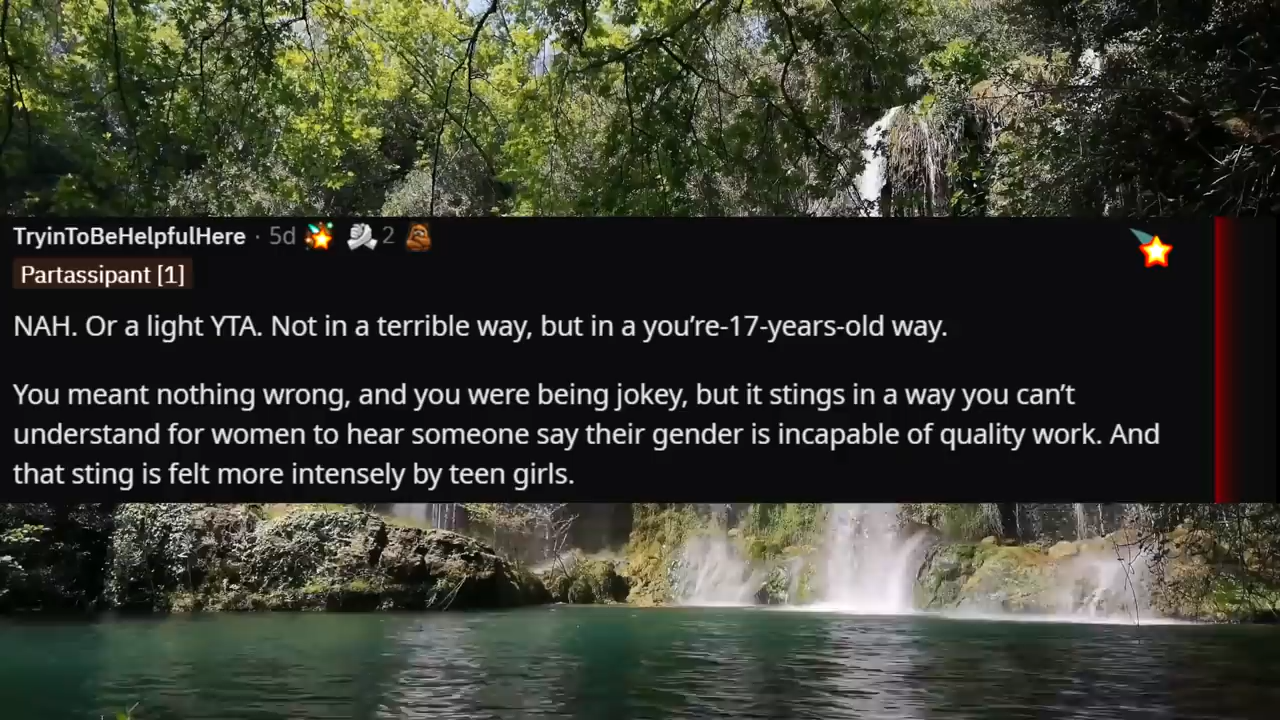 TryinToBeHelpfulHere · 5d 2
Partassipant [1]
NAH. Or a light YTA. Not in a terrible way, but in a you’re-17-years-old way.
You meant nothing wrong, and you were being jokey, but it stings in a way you can’t
understand for women to hear someone say their gender is incapable of quality work. And
that sting is felt more intensely by teen girls.